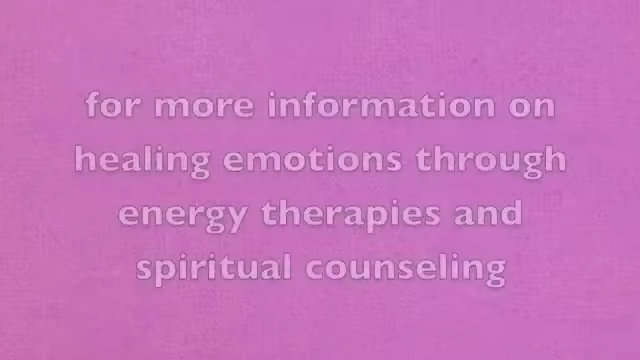 for more information on
healing emotions through
energy therapies and
spiritual counseling